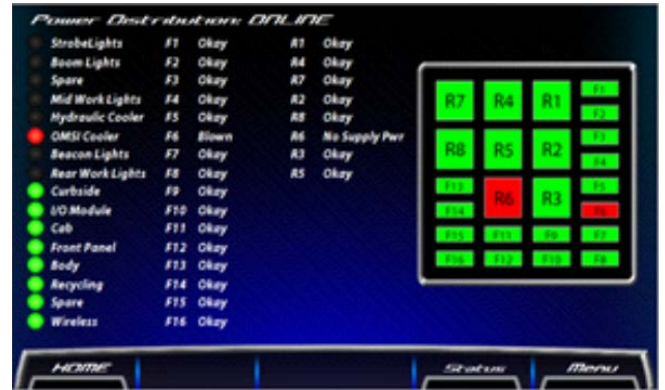 Power Distribution: ONLINE
StrobeLights F1 Okay R1 Okay
Boom Lights F2 Okay R4 Okay
Spare F3 Okay R7 Okay
Mid Work Lights F4 Okay R2 Okay
Hydraulic Cooler F5 Okay R8 Okay
OMSI Cooler F6 Blown R6 No Supply Pwr
Beacon Lights F7 Okay R3 Okay
Rear Work Lights F8 Okay R5 Okay
Curbside F9 Okay
I/O Module F10 Okay
Cab F11 Okay
Front Panel F12 Okay
Body F13 Okay
Recycling F14 Okay
Spare F15 Okay
Wireless F16 Okay
R7 R4 R1 F1
F2
R8 R5 R2 F3
F4
F13 R6 R3 F5
F14 F6
F15 F11 F9 F7
F16 F12 F10 F8
HOME Status Menu